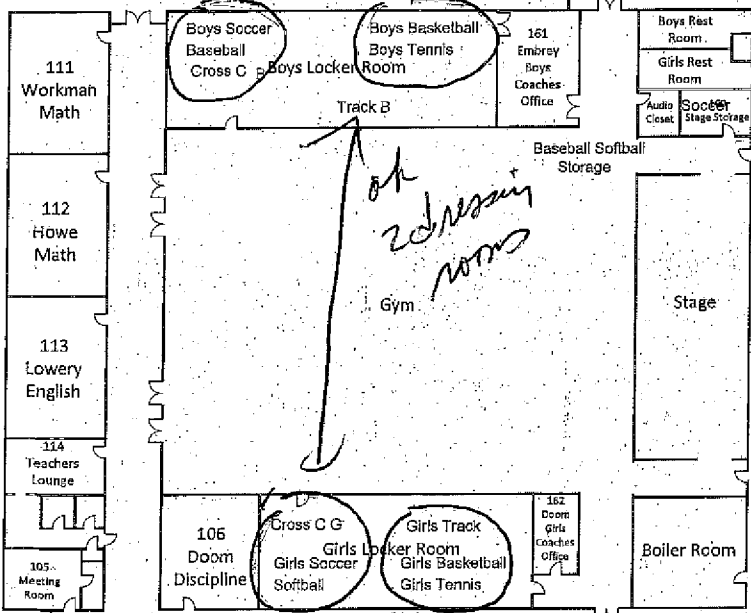 111
Workman
Math
Boys Soccer
Baseball
Cross C B
Boys Locker Room
Boys Basketball
Boys Tennis
Track B
161
Embrey
Boys
Coaches
Office
Boys Rest
Room
Girls Rest
Room
Audio
Closet
Soccer
Stage Storage
Baseball Softball
Storage
112
Howe
Math
ok
2 dressin
rooms
Gym
Stage
113
Lowery
English
114
Teachers
Lounge
105
Meeting
Room
106
Doom
Discipline
Cross C G
Girls Locker Room
Girls Soccer
Softball
Girls Track
Girls Basketball
Girls Tennis
162
Doom
Girls
Coaches
Office
Boiler Room